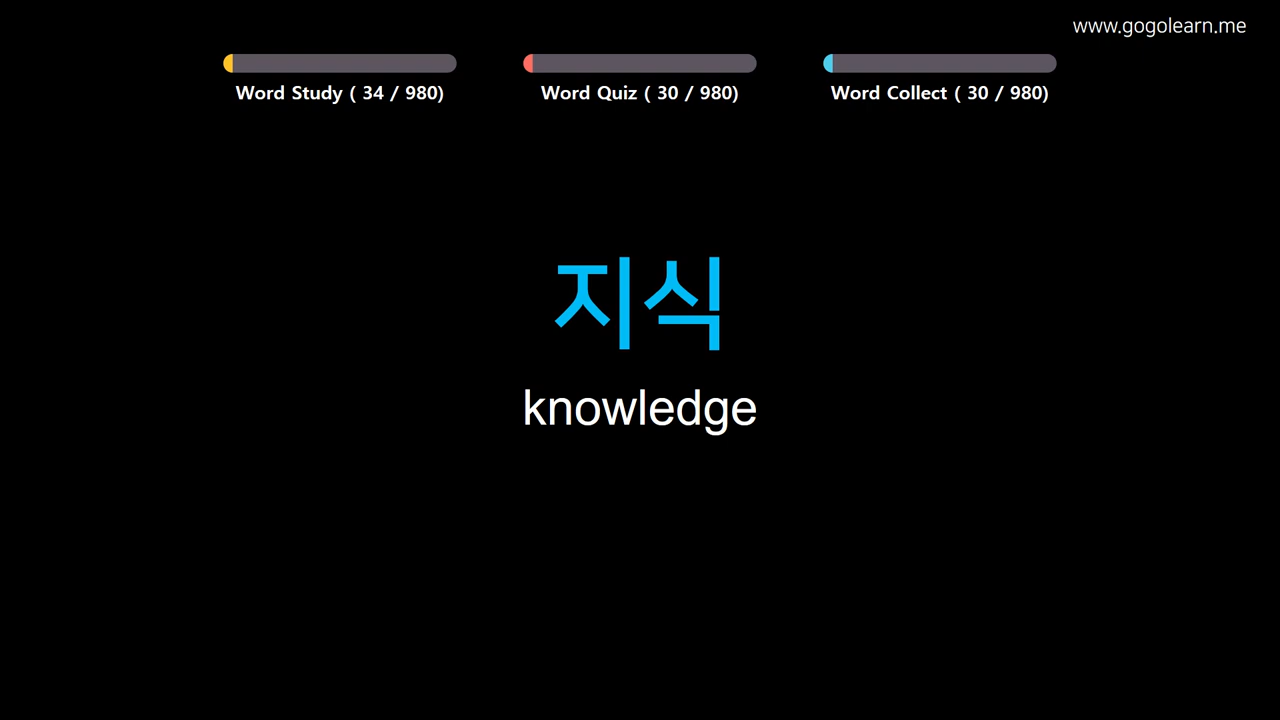 www.gogolearn.me
Word Study ( 34 / 980)
Word Quiz ( 30 / 980)
Word Collect ( 30 / 980)
지식
knowledge